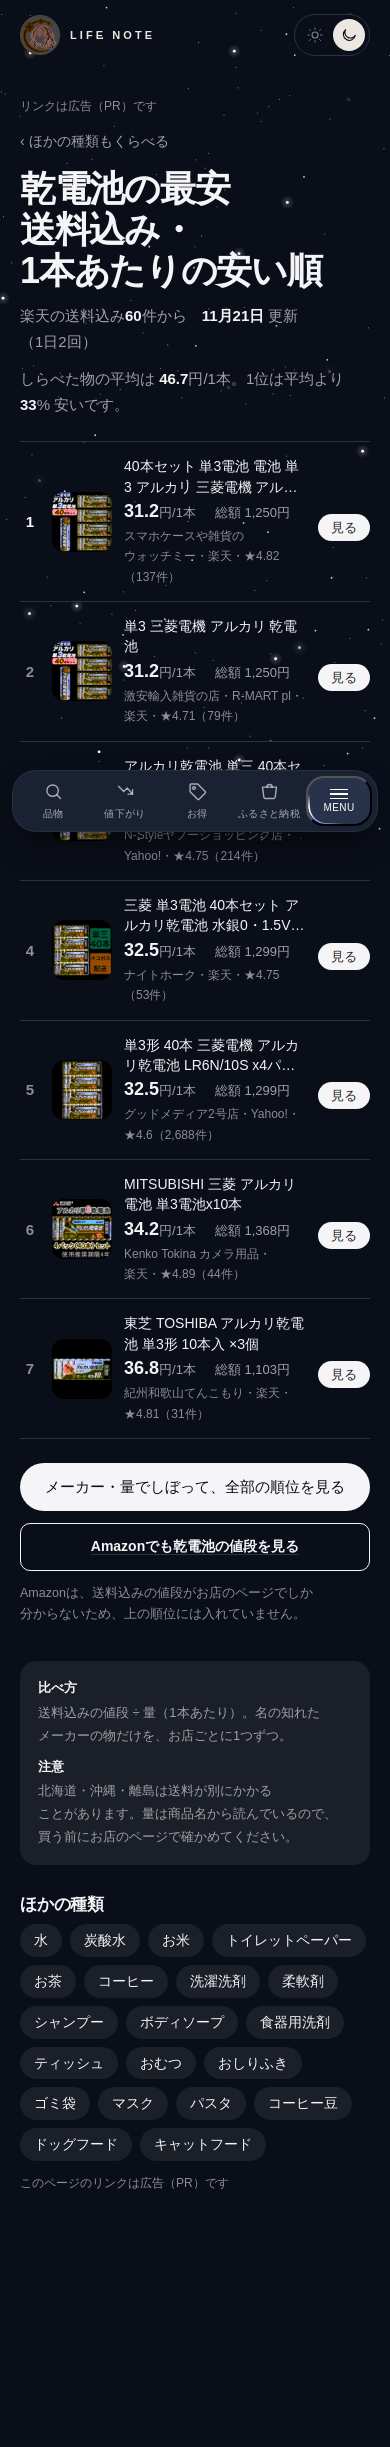 LIFE NOTE
リンクは広告（PR）です
‹ ほかの種類もくらべる
乾電池の最安
送料込み・
1本あたりの安い順
楽天の送料込み60件から　11月21日 更新
（1日2回）
しらべた物の平均は 46.7円/1本。1位は平均より
33% 安いです。
1
40本セット 単3電池 電池 単
3 アルカリ 三菱電機 アル…
31.2円/1本　総額 1,250円
スマホケースや雑貨の
ウォッチミー・楽天・★4.82
（137件）
見る
2
単3 三菱電機 アルカリ 乾電
池
31.2円/1本　総額 1,250円
激安輸入雑貨の店・R-MART pl・
楽天・★4.71（79件）
見る
アルカリ乾電池 単三 40本セ
品物
値下がり
お得
ふるさと納税
MENU
N-Styleヤフーショッピング店・
Yahoo!・★4.75（214件）
4
三菱 単3電池 40本セット ア
ルカリ乾電池 水銀0・1.5V…
32.5円/1本　総額 1,299円
ナイトホーク・楽天・★4.75
（53件）
見る
5
単3形 40本 三菱電機 アルカ
リ乾電池 LR6N/10S x4パ…
32.5円/1本　総額 1,299円
グッドメディア2号店・Yahoo!・
★4.6（2,688件）
見る
6
MITSUBISHI 三菱 アルカリ
電池 単3電池x10本
34.2円/1本　総額 1,368円
Kenko Tokina カメラ用品・
楽天・★4.89（44件）
見る
7
東芝 TOSHIBA アルカリ乾電
池 単3形 10本入 ×3個
36.8円/1本　総額 1,103円
紀州和歌山てんこもり・楽天・
★4.81（31件）
見る
メーカー・量でしぼって、全部の順位を見る
Amazonでも乾電池の値段を見る
Amazonは、送料込みの値段がお店のページでしか
分からないため、上の順位には入れていません。
比べ方
送料込みの値段 ÷ 量（1本あたり）。名の知れた
メーカーの物だけを、お店ごとに1つずつ。
注意
北海道・沖縄・離島は送料が別にかかる
ことがあります。量は商品名から読んでいるので、
買う前にお店のページで確かめてください。
ほかの種類
水　炭酸水　お米　トイレットペーパー
お茶　コーヒー　洗濯洗剤　柔軟剤
シャンプー　ボディソープ　食器用洗剤
ティッシュ　おむつ　おしりふき
ゴミ袋　マスク　パスタ　コーヒー豆
ドッグフード　キャットフード
このページのリンクは広告（PR）です